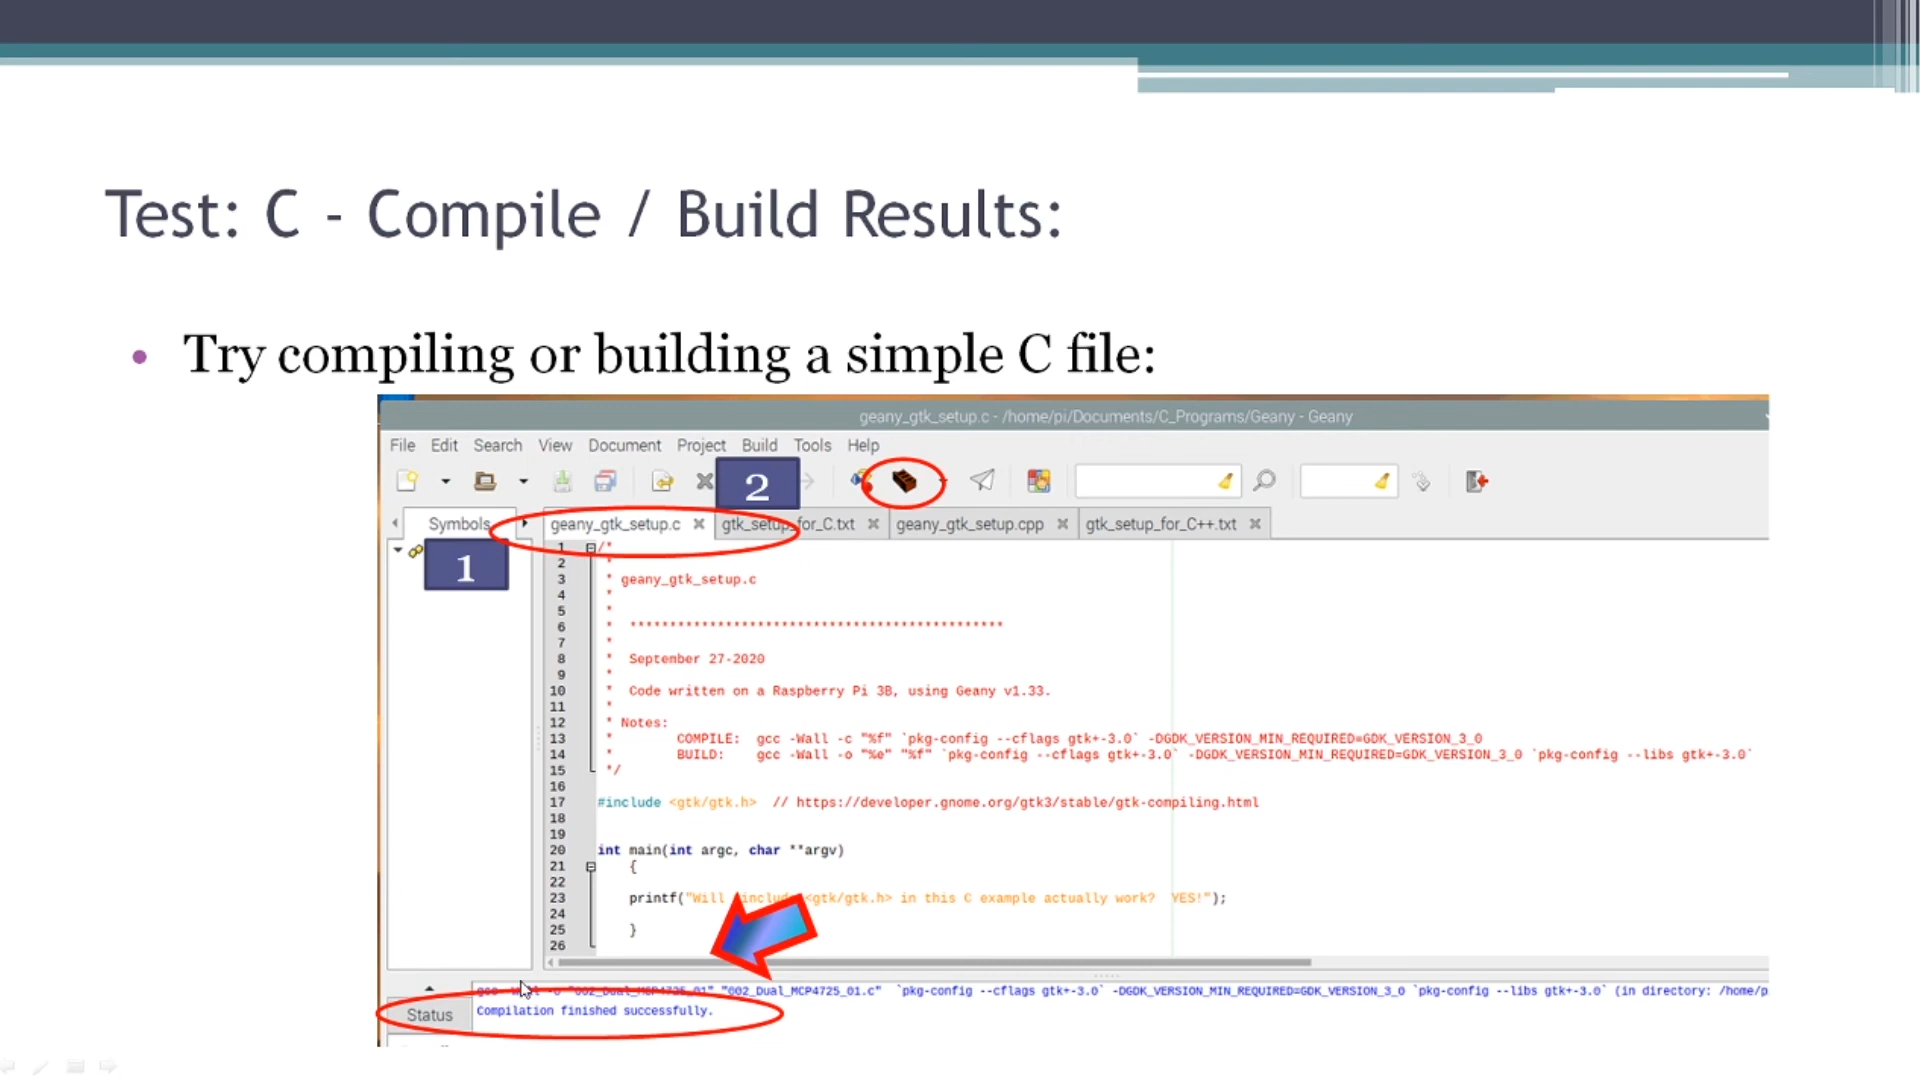 Test: C - Compile / Build Results:
• Try compiling or building a simple C file:
geany_gtk_setup.c - /home/pi/Documents/C_Programs/Geany - Geany
File Edit Search View Document Project Build Tools Help
2
Symbols geany_gtk_setup.c gtk_setup_for_C.txt geany_gtk_setup.cpp gtk_setup_for_C++.txt
1
1 /*
2 *
3 * geany_gtk_setup.c
4 *
5 *
6 * ***********************************************
7 *
8 * September 27-2020
9 *
10 * Code written on a Raspberry Pi 3B, using Geany v1.33.
11 *
12 * Notes:
13 * COMPILE: gcc -Wall -c "%f" `pkg-config --cflags gtk+-3.0` -DGDK_VERSION_MIN_REQUIRED=GDK_VERSION_3_0
14 * BUILD: gcc -Wall -o "%e" "%f" `pkg-config --cflags gtk+-3.0` -DGDK_VERSION_MIN_REQUIRED=GDK_VERSION_3_0 `pkg-config --libs gtk+-3.0`
15 */
16
17 #include <gtk/gtk.h> // https://developer.gnome.org/gtk3/stable/gtk-compiling.html
18
19
20 int main(int argc, char **argv)
21 {
22
23 printf("Will include <gtk/gtk.h> in this C example actually work? YES!");
24
25 }
26
-o "002_Dual_MCP4725_01" "002_Dual_MCP4725_01.c" `pkg-config --cflags gtk+-3.0` -DGDK_VERSION_MIN_REQUIRED=GDK_VERSION_3_0 `pkg-config --libs gtk+-3.0` (in directory: /home/p
Status Compilation finished successfully.